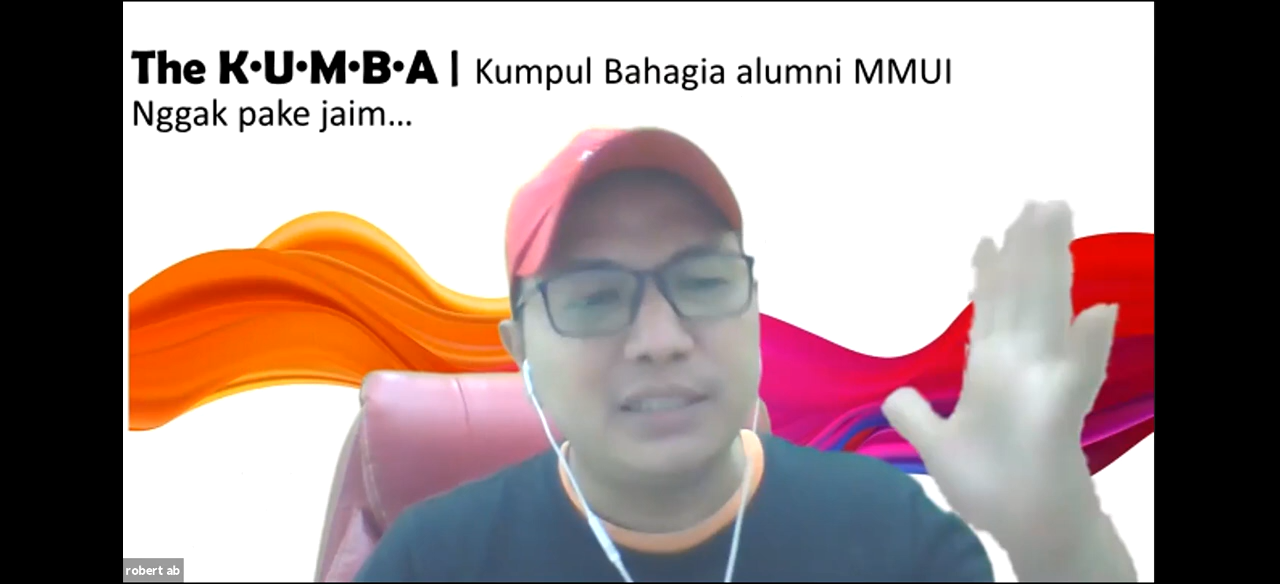 The K•U•M•B•A | Kumpul Bahagia alumni MMUI
Nggak pake jaim...
robert ab